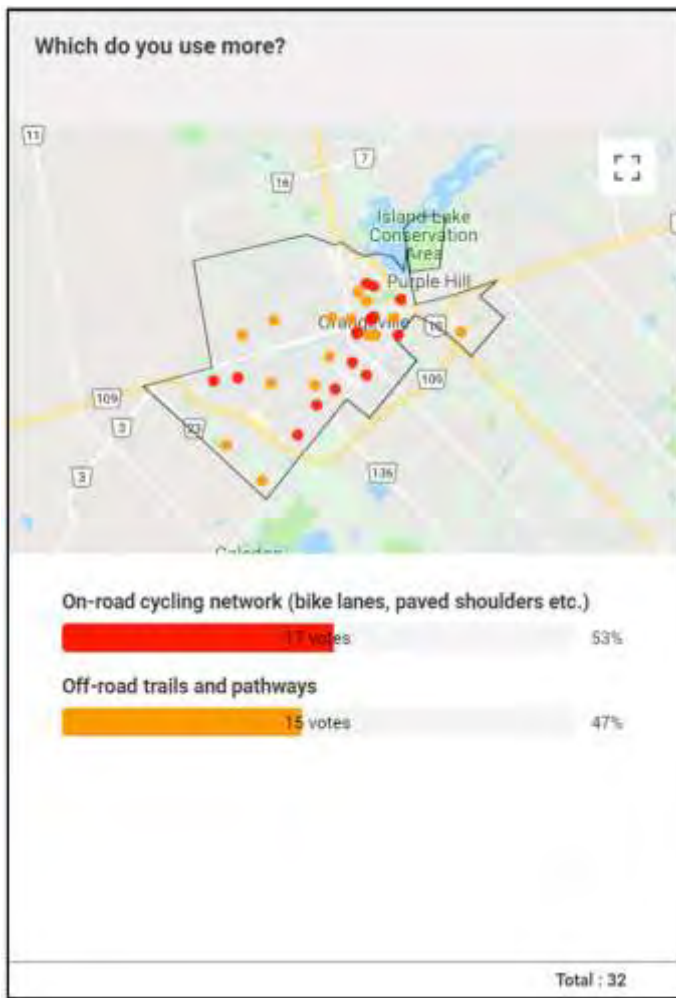 Which do you use more?
11
7
16
Island Lake
Conservation
Area
Purple Hill
Orangeville
10
109
109
3
23
3
136
Caledon
On-road cycling network (bike lanes, paved shoulders etc.)
17 votes
53%
Off-road trails and pathways
15 votes
47%
Total : 32